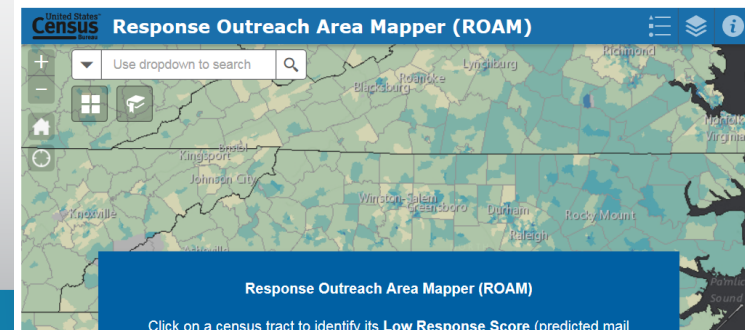 United States®
Census
Bureau
Response Outreach Area Mapper (ROAM)
Use dropdown to search
Richmond
Lynchburg
Roanoke
Blacksburg
Norfolk
Virginia
Bristol
Kingsport
Johnson City
Winston-Salem
Greensboro
Durham
Rocky Mount
Knoxville
Raleigh
Asheville
Pamlico
Sound
Response Outreach Area Mapper (ROAM)
Click on a census tract to identify its Low Response Score (predicted mail